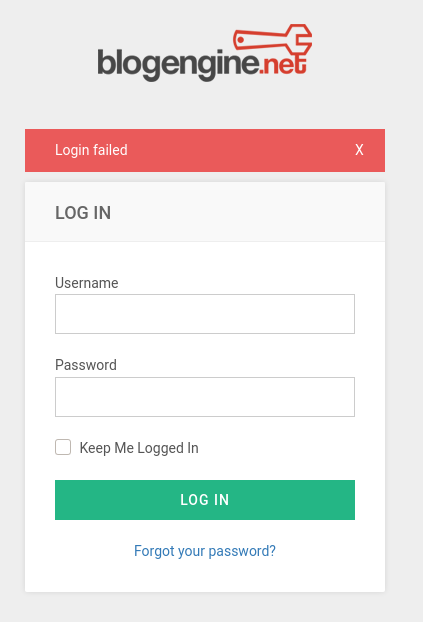 blogengine.net
Login failed X
LOG IN
Username
Password
Keep Me Logged In
LOG IN
Forgot your password?